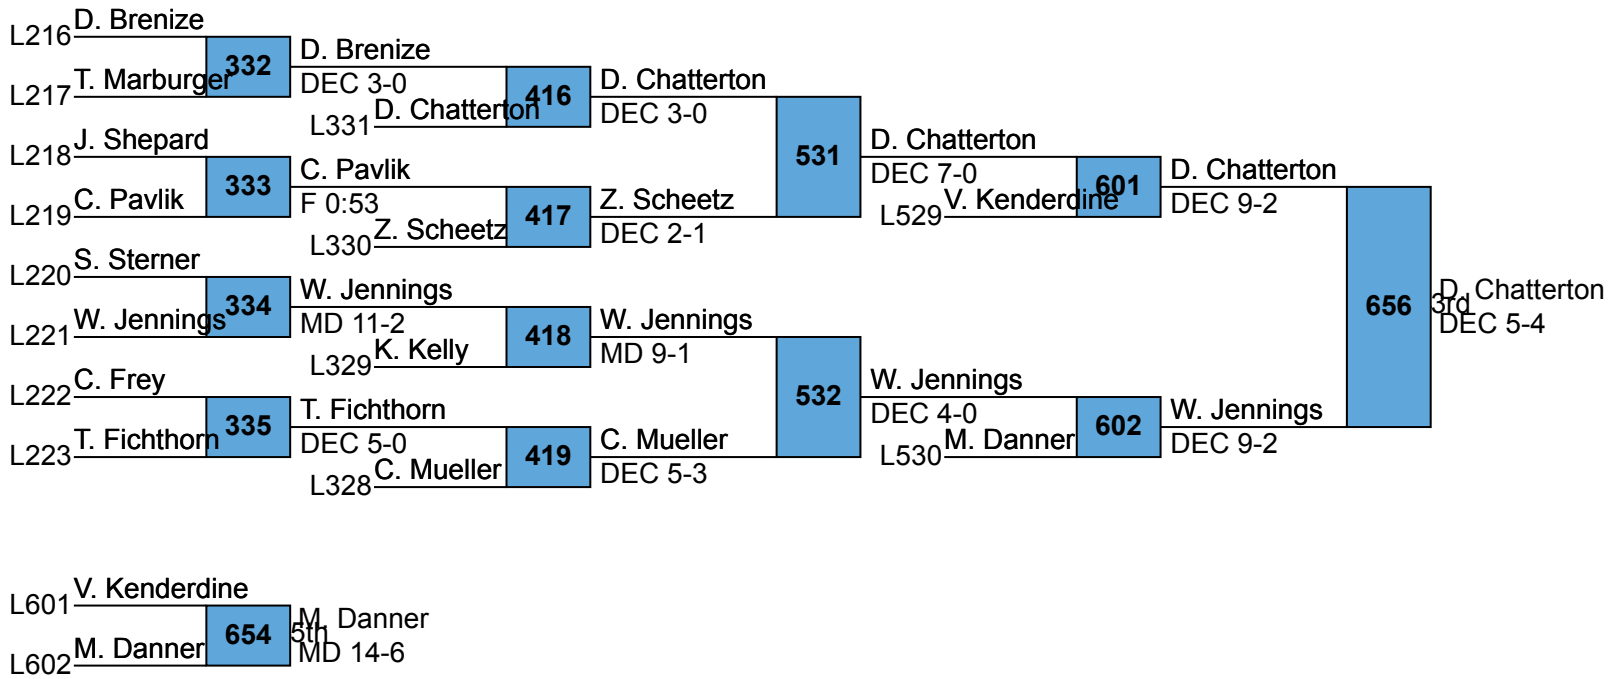 L216 D. Brenize
L217 T. Marburger
332
D. Brenize
DEC 3-0
L331 D. Chatterton
416
D. Chatterton
DEC 3-0
L218 J. Shepard
L219 C. Pavlik
333
C. Pavlik
F 0:53
L330 Z. Scheetz
417
Z. Scheetz
DEC 2-1
531
D. Chatterton
DEC 7-0
L529 V. Kenderdine
601
D. Chatterton
DEC 9-2
L220 S. Sterner
L221 W. Jennings
334
W. Jennings
MD 11-2
L329 K. Kelly
418
W. Jennings
MD 9-1
L222 C. Frey
L223 T. Fichthorn
335
T. Fichthorn
DEC 5-0
L328 C. Mueller
419
C. Mueller
DEC 5-3
532
W. Jennings
DEC 4-0
L530 M. Danner
602
W. Jennings
DEC 9-2
656
3rd
D. Chatterton
DEC 5-4
L601 V. Kenderdine
L602 M. Danner
654
5th
M. Danner
MD 14-6